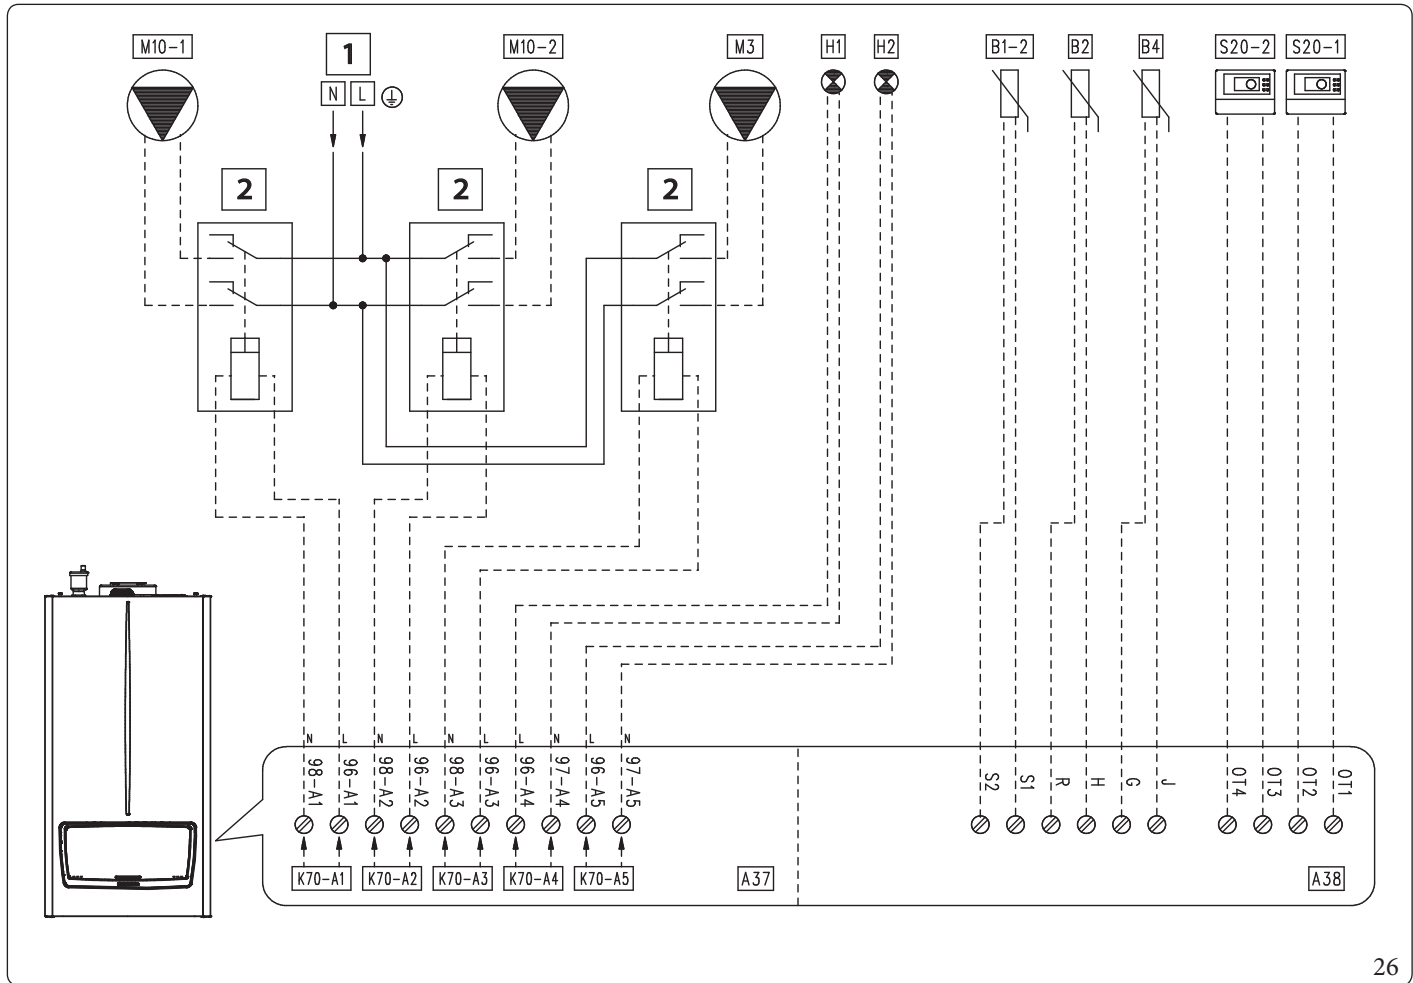 M10-1
1
M10-2
M3
H1
H2
B1-2
B2
B4
S20-2
S20-1
N
L
2
2
2
N
L
N
L
N
L
L
N
L
N
98-A1
96-A1
98-A2
96-A2
98-A3
96-A3
96-A4
97-A4
96-A5
97-A5
S2
S1
R
H
G
J
OT4
OT3
OT2
OT1
K70-A1
K70-A2
K70-A3
K70-A4
K70-A5
A37
A38
26